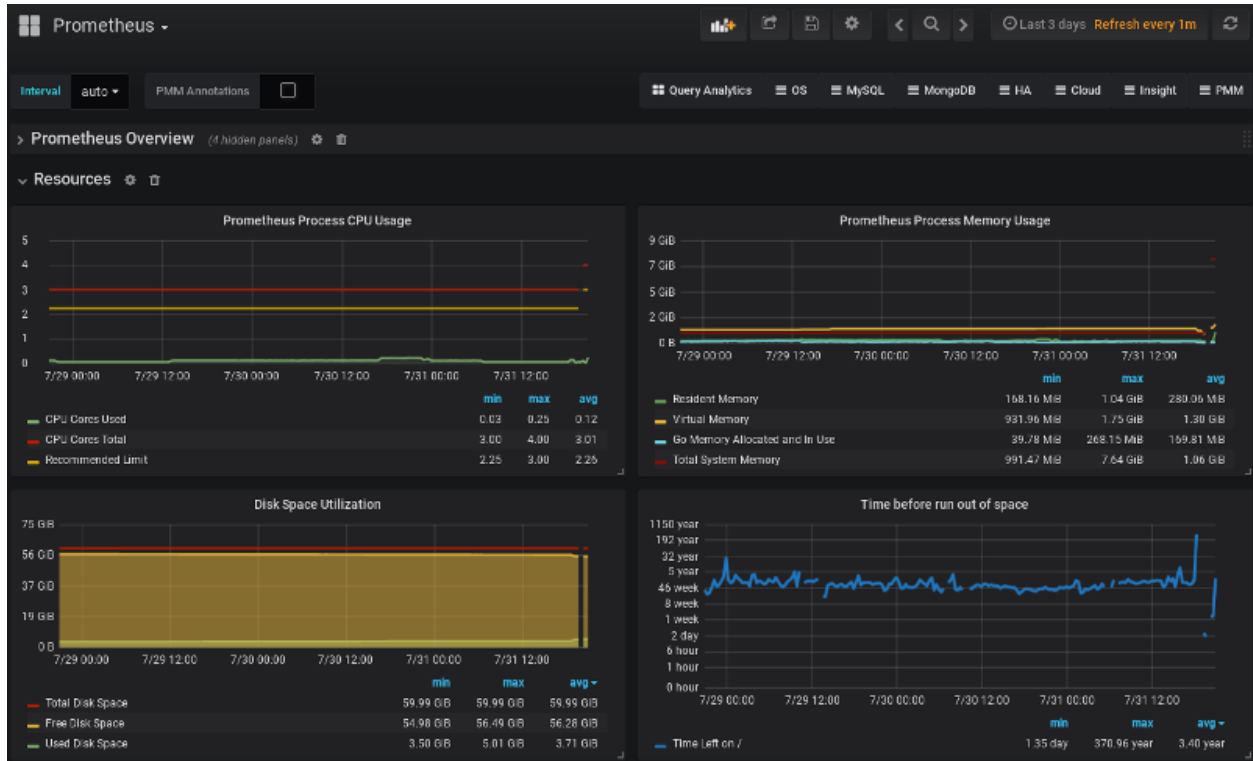 Prometheus
Last 3 days Refresh every 1m
Interval auto PMM Annotations
Query Analytics OS MySQL MongoDB HA Cloud Insight PMM
Prometheus Overview (4 hidden panels)
Resources
Prometheus Process CPU Usage
5
4
3
2
1
0
7/29 00:00 7/29 12:00 7/30 00:00 7/30 12:00 7/31 00:00 7/31 12:00
min max avg
CPU Cores Used 0.03 0.25 0.12
CPU Cores Total 3.00 4.00 3.01
Recommended Limit 2.25 3.00 2.26
Prometheus Process Memory Usage
9 GiB
7 GiB
5 GiB
2 GiB
0 B
7/29 00:00 7/29 12:00 7/30 00:00 7/30 12:00 7/31 00:00 7/31 12:00
min max avg
Resident Memory 168.16 MiB 1.04 GiB 280.06 MiB
Virtual Memory 931.96 MiB 1.75 GiB 1.30 GiB
Go Memory Allocated and In Use 39.78 MiB 268.15 MiB 169.81 MiB
Total System Memory 991.47 MiB 7.64 GiB 1.06 GiB
Disk Space Utilization
75 GiB
56 GiB
37 GiB
19 GiB
0 B
7/29 00:00 7/29 12:00 7/30 00:00 7/30 12:00 7/31 00:00 7/31 12:00
min max avg
Total Disk Space 59.99 GiB 59.99 GiB 59.99 GiB
Free Disk Space 54.98 GiB 56.49 GiB 56.28 GiB
Used Disk Space 3.50 GiB 5.01 GiB 3.71 GiB
Time before run out of space
1150 year
192 year
32 year
5 year
46 week
8 week
1 week
2 day
6 hour
1 hour
0 hour
7/29 00:00 7/29 12:00 7/30 00:00 7/30 12:00 7/31 00:00 7/31 12:00
min max avg
Time Left on / 1.35 day 370.96 year 3.40 year